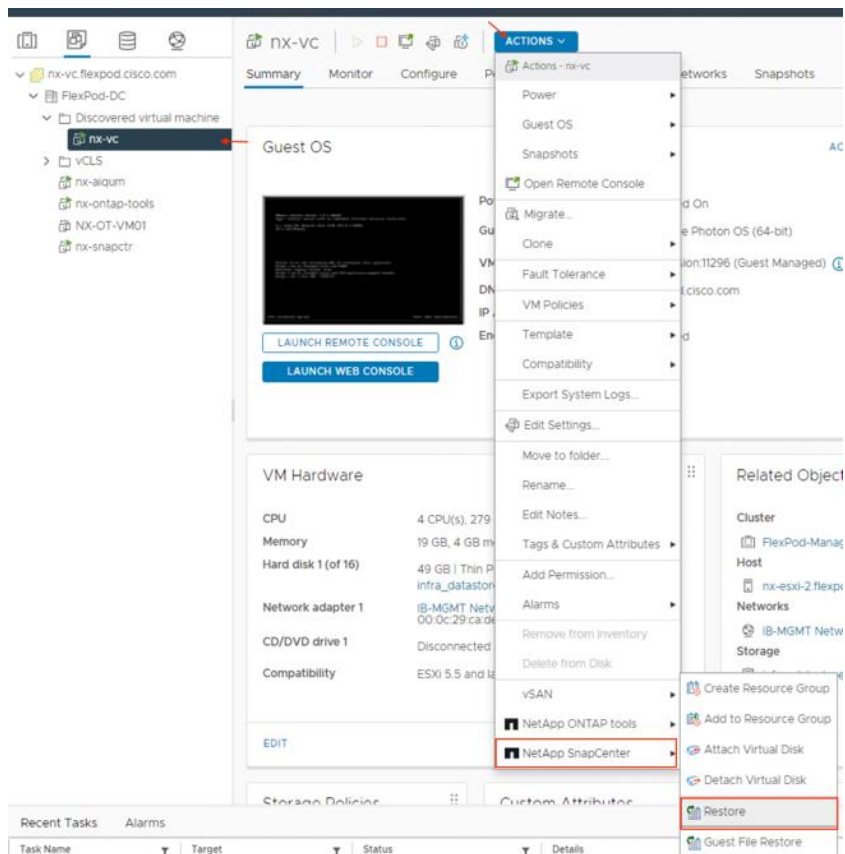 nx-vc
ACTIONS
nx-vc.flexpod.cisco.com
FlexPod-DC
Discovered virtual machine
nx-vc
vCLS
nx-aiqum
nx-ontap-tools
NX-OT-VM01
nx-snapctr
Summary Monitor Configure P
etworks Snapshots
Guest OS
AC
LAUNCH REMOTE CONSOLE
LAUNCH WEB CONSOLE
Po
d On
Gu
e Photon OS (64-bit)
VM
ion:11296 (Guest Managed)
DN
l.cisco.com
IP
En
d
Actions - nx-vc
Power
Guest OS
Snapshots
Open Remote Console
Migrate...
Clone
Fault Tolerance
VM Policies
Template
Compatibility
Export System Logs...
Edit Settings...
Move to folder...
Rename...
Edit Notes...
Tags & Custom Attributes
Add Permission...
Alarms
Remove from Inventory
Delete from Disk
vSAN
NetApp ONTAP tools
NetApp SnapCenter
Create Resource Group
Add to Resource Group
Attach Virtual Disk
Detach Virtual Disk
Restore
Guest File Restore
VM Hardware
CPU 4 CPU(s), 279
Memory 19 GB, 4 GB m
Hard disk 1 (of 16) 49 GB | Thin P
infra_datastor
Network adapter 1 IB-MGMT Netw
00:0c:29:ca:de
CD/DVD drive 1 Disconnected
Compatibility ESXi 5.5 and la
EDIT
Related Object
Cluster
FlexPod-Manag
Host
nx-esxi-2.flexpo
Networks
IB-MGMT Netw
Storage
Storage Policies
Custom Attributes
Recent Tasks Alarms
Task Name Target Status Details